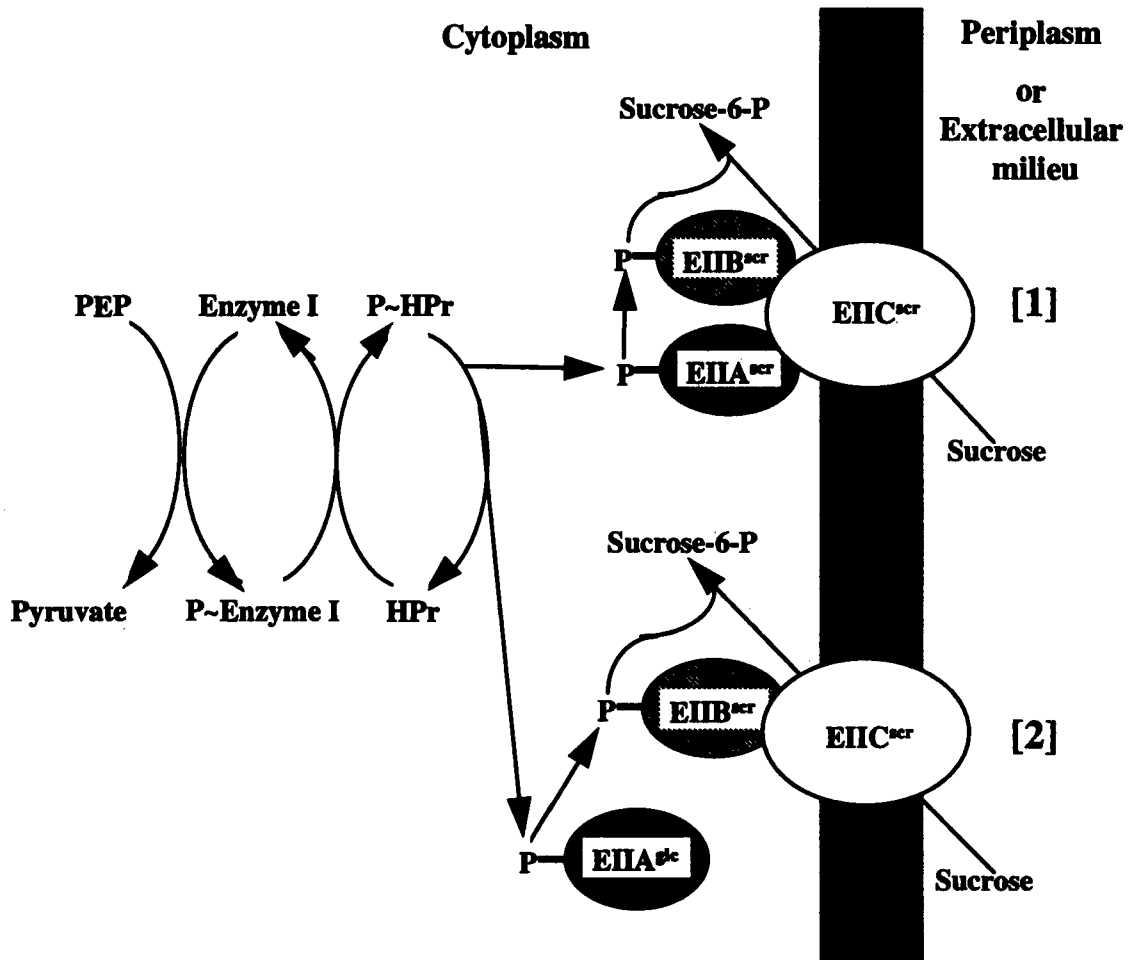 Cytoplasm
Periplasm
or
Extracellular
milieu
Sucrose-6-P
P
EIIBˢᶜʳ
EIICˢᶜʳ
[1]
PEP
Enzyme I
P~HPr
P
EIIAˢᶜʳ
Sucrose
Sucrose-6-P
Pyruvate
P~Enzyme I
HPr
P
EIIBˢᶜʳ
EIICˢᶜʳ
[2]
P
EIIAᵍˡᶜ
Sucrose